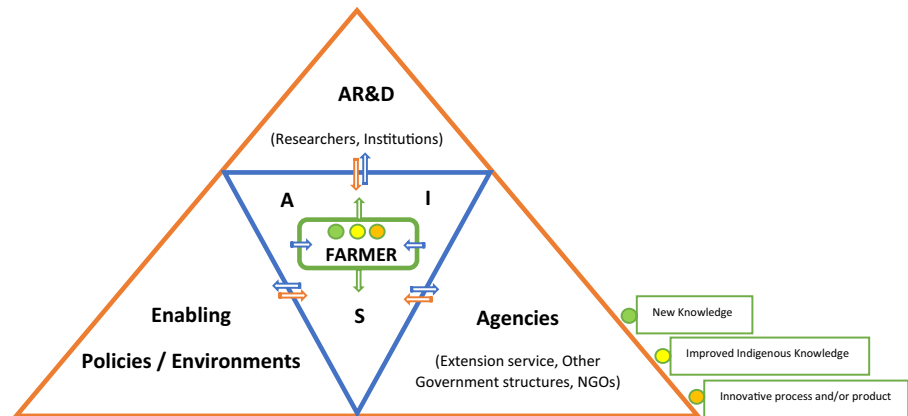 AR&D
(Researchers, Institutions)
A
I
FARMER
S
Enabling
Policies / Environments
Agencies
(Extension service, Other
Government structures, NGOs)
New Knowledge
Improved Indigenous Knowledge
Innovative process and/or product